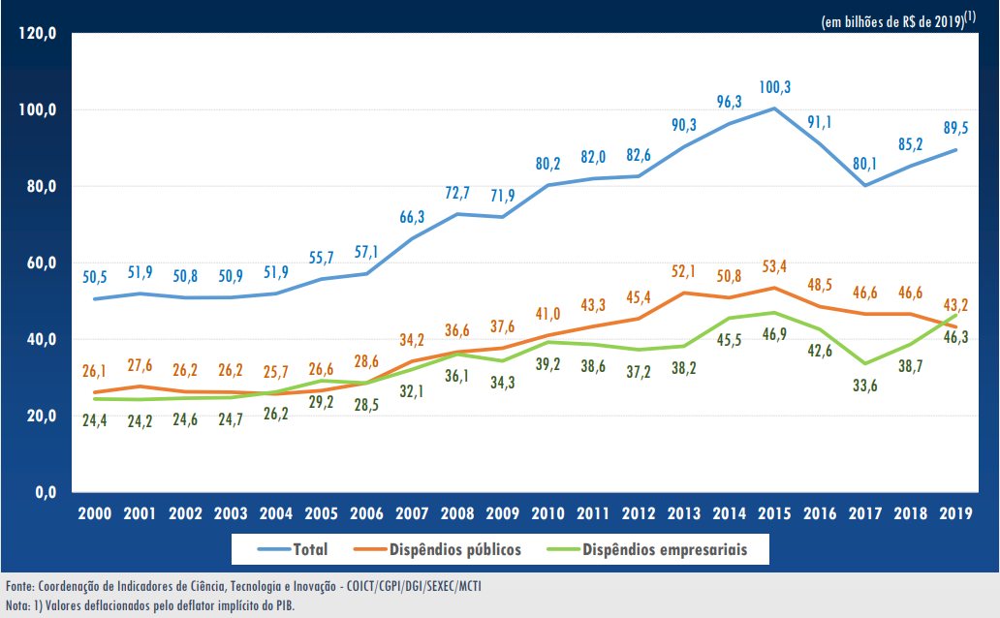 (em bilhões de R$ de 2019)(1)
120,0
100,0
80,0
60,0
40,0
20,0
0,0
50,5 51,9 50,8 50,9 51,9 55,7 57,1 66,3 72,7 71,9 80,2 82,0 82,6 90,3 96,3 100,3 91,1 80,1 85,2 89,5
26,1 27,6 26,2 26,2 25,7 26,6 28,6 34,2 36,6 37,6 41,0 43,3 45,4 52,1 50,8 53,4 48,5 46,6 46,6 43,2
24,4 24,2 24,6 24,7 26,2 29,2 28,5 32,1 36,1 34,3 39,2 38,6 37,2 38,2 45,5 46,9 42,6 33,6 38,7 46,3
2000 2001 2002 2003 2004 2005 2006 2007 2008 2009 2010 2011 2012 2013 2014 2015 2016 2017 2018 2019
Total Dispêndios públicos Dispêndios empresariais
Fonte: Coordenação de Indicadores de Ciência, Tecnologia e Inovação - COICT/CGPI/DGI/SEXEC/MCTI
Nota: 1) Valores deflacionados pelo deflator implícito do PIB.